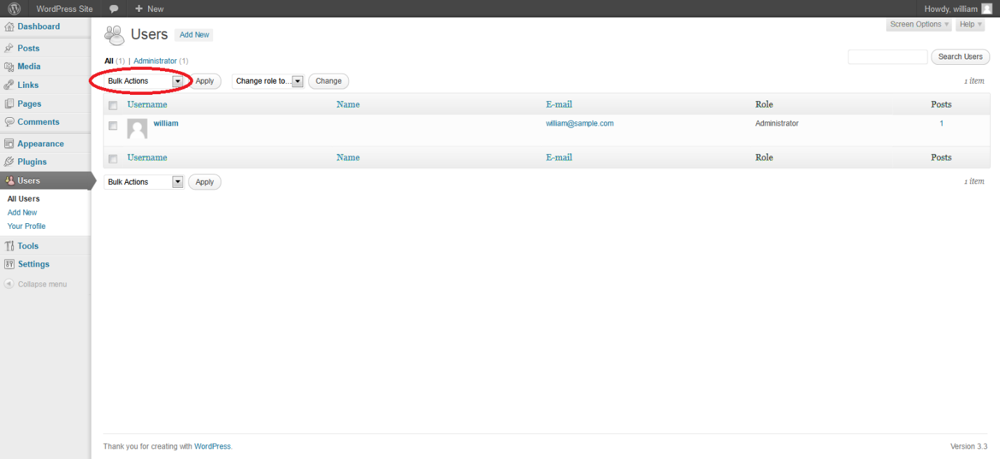 WordPress Site + New Howdy, william
Dashboard
Posts
Media
Links
Pages
Comments
Appearance
Plugins
Users
All Users
Add New
Your Profile
Tools
Settings
Collapse menu
Screen Options Help
Users Add New
All (1) | Administrator (1)
Search Users
Bulk Actions Apply Change role to... Change 1 item
Username Name E-mail Role Posts
william william@sample.com Administrator 1
Username Name E-mail Role Posts
Bulk Actions Apply 1 item
Thank you for creating with WordPress. Version 3.3